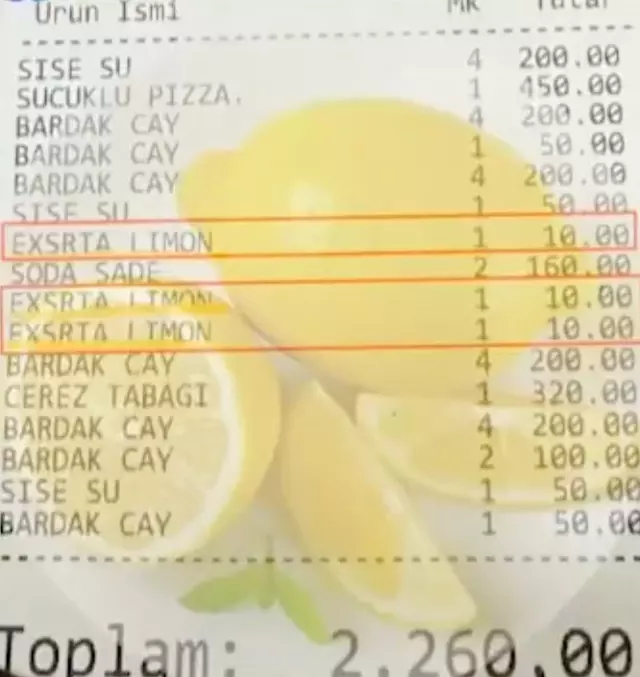 Urun Ismi MK Tutar
SISE SU 4 200.00
SUCUKLU PIZZA. 1 450.00
BARDAK CAY 4 200.00
BARDAK CAY 1 50.00
BARDAK CAY 4 200.00
SISE SU 1 50.00
EXSRTA LIMON 1 10.00
SODA SADE 2 160.00
EXSRTA LIMON 1 10.00
EXSRTA LIMON 1 10.00
BARDAK CAY 4 200.00
CEREZ TABAGI 1 320.00
BARDAK CAY 4 200.00
BARDAK CAY 2 100.00
SISE SU 1 50.00
BARDAK CAY 1 50.00
Toplam: 2.260.00